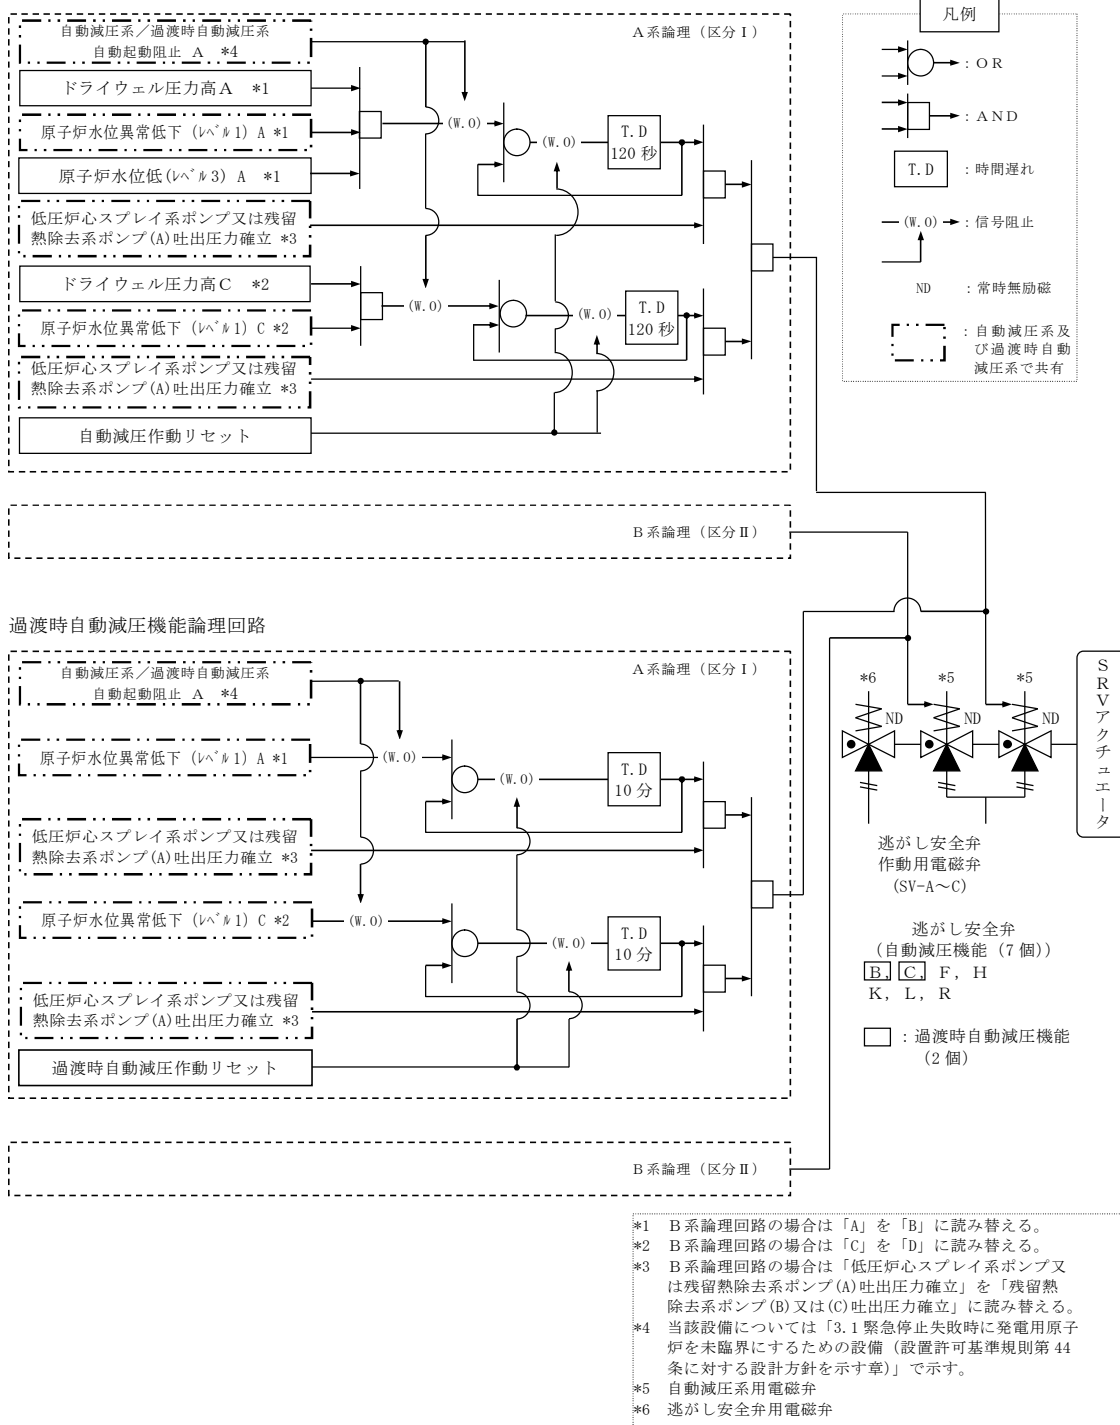 自動減圧系／過渡時自動減圧系
自動起動阻止 A *4
A系論理（区分Ⅰ）
ドライウェル圧力高A *1
原子炉水位異常低下（ﾚﾍﾞﾙ1）A *1
原子炉水位低(ﾚﾍﾞﾙ3) A *1
低圧炉心スプレイ系ポンプ又は残留
熱除去系ポンプ(A)吐出圧力確立 *3
ドライウェル圧力高C *2
原子炉水位異常低下（ﾚﾍﾞﾙ1）C *2
低圧炉心スプレイ系ポンプ又は残留
熱除去系ポンプ(A)吐出圧力確立 *3
自動減圧作動リセット
(W.O)
(W.O)
T.D
120秒
(W.O)
(W.O)
T.D
120秒
凡例
：OR
：AND
T.D
：時間遅れ
(W.O)
：信号阻止
ND
：常時無励磁
：自動減圧系及
び過渡時自動
減圧系で共有
B系論理（区分Ⅱ）
過渡時自動減圧機能論理回路
自動減圧系／過渡時自動減圧系
自動起動阻止 A *4
A系論理（区分Ⅰ）
原子炉水位異常低下（ﾚﾍﾞﾙ1）A *1
低圧炉心スプレイ系ポンプ又は残留
熱除去系ポンプ(A)吐出圧力確立 *3
原子炉水位異常低下（ﾚﾍﾞﾙ1）C *2
低圧炉心スプレイ系ポンプ又は残留
熱除去系ポンプ(A)吐出圧力確立 *3
過渡時自動減圧作動リセット
(W.O)
(W.O)
T.D
10分
(W.O)
(W.O)
T.D
10分
B系論理（区分Ⅱ）
*6
*5
*5
ND
ND
ND
SRVアクチュエータ
逃がし安全弁
作動用電磁弁
(SV-A～C)
逃がし安全弁
（自動減圧機能（7個））
B, C, F, H
K, L, R
：過渡時自動減圧機能
（2個）
*1 B系論理回路の場合は「A」を「B」に読み替える。
*2 B系論理回路の場合は「C」を「D」に読み替える。
*3 B系論理回路の場合は「低圧炉心スプレイ系ポンプ又
は残留熱除去系ポンプ(A)吐出圧力確立」を「残留熱
除去系ポンプ(B)又は(C)吐出圧力確立」に読み替える。
*4 当該設備については「3.1緊急停止失敗時に発電用原子
炉を未臨界にするための設備（設置許可基準規則第44
条に対する設計方針を示す章）」で示す。
*5 自動減圧系用電磁弁
*6 逃がし安全弁用電磁弁